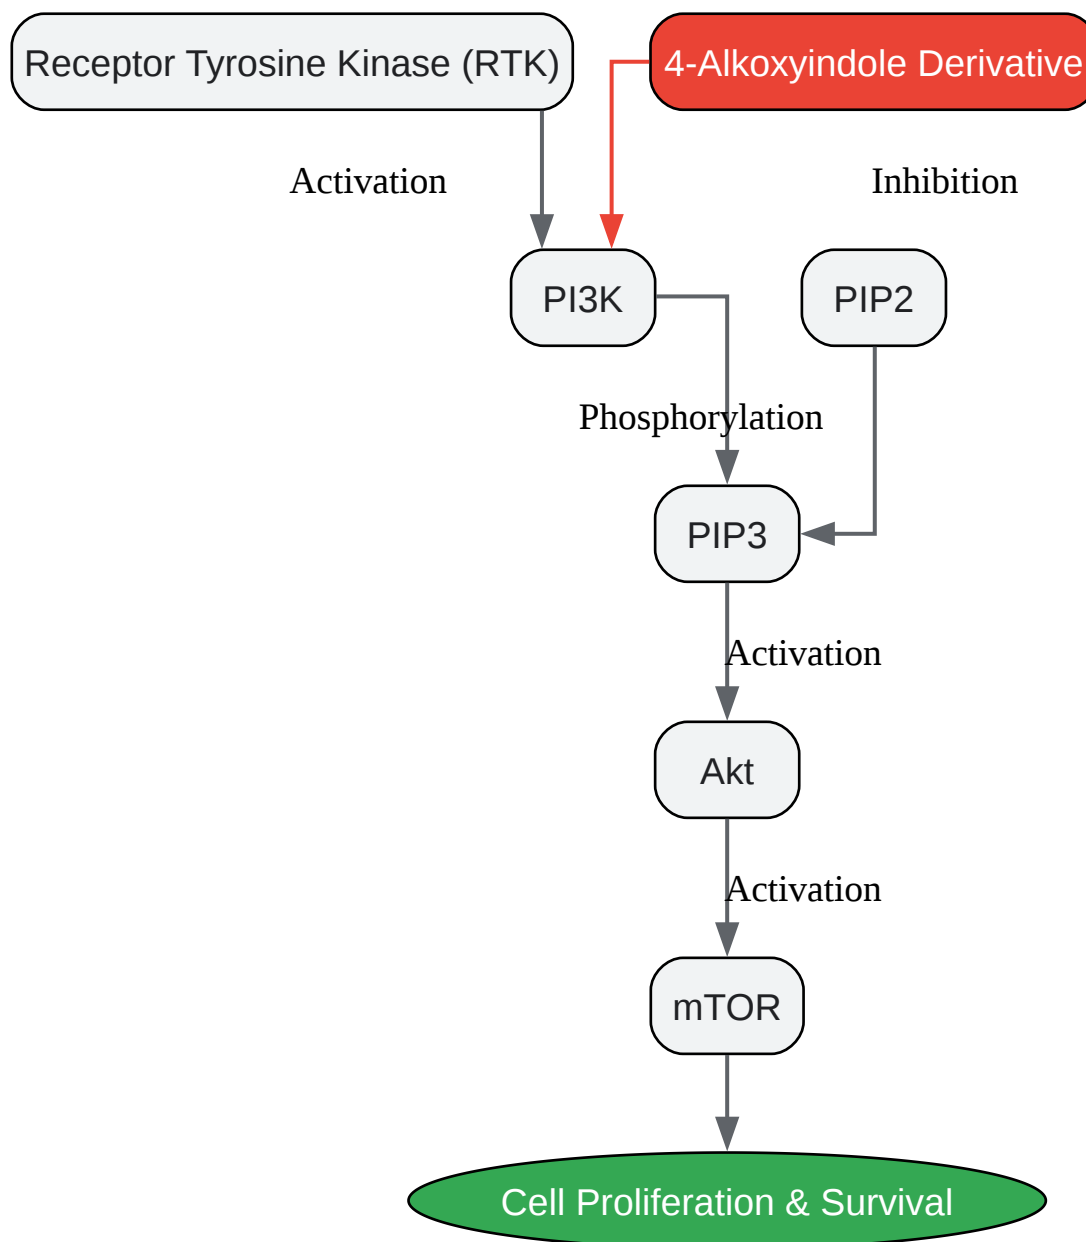 Receptor Tyrosine Kinase (RTK)
4-Alkoxyindole Derivative
Activation
Inhibition
PI3K
PIP2
Phosphorylation
PIP3
Activation
Akt
Activation
mTOR
Cell Proliferation & Survival